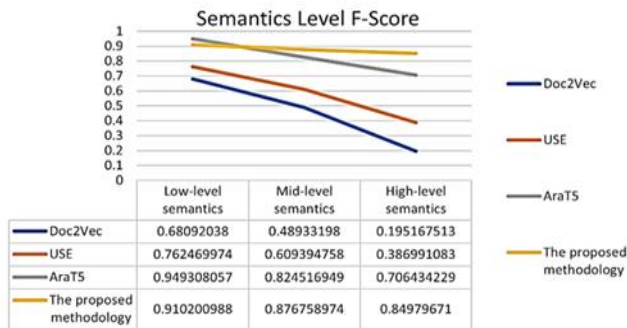 Semantics Level F-Score
1
0.9
0.8
0.7
0.6
0.5
0.4
0.3
0.2
0.1
0
Low-level semantics Mid-level semantics High-level semantics
Doc2Vec 0.68092038 0.48933198 0.195167513
USE 0.762469974 0.609394758 0.386991083
AraT5 0.949308057 0.824516949 0.706434229
The proposed methodology 0.910200988 0.876758974 0.84979671
Doc2Vec
USE
AraT5
The proposed
methodology